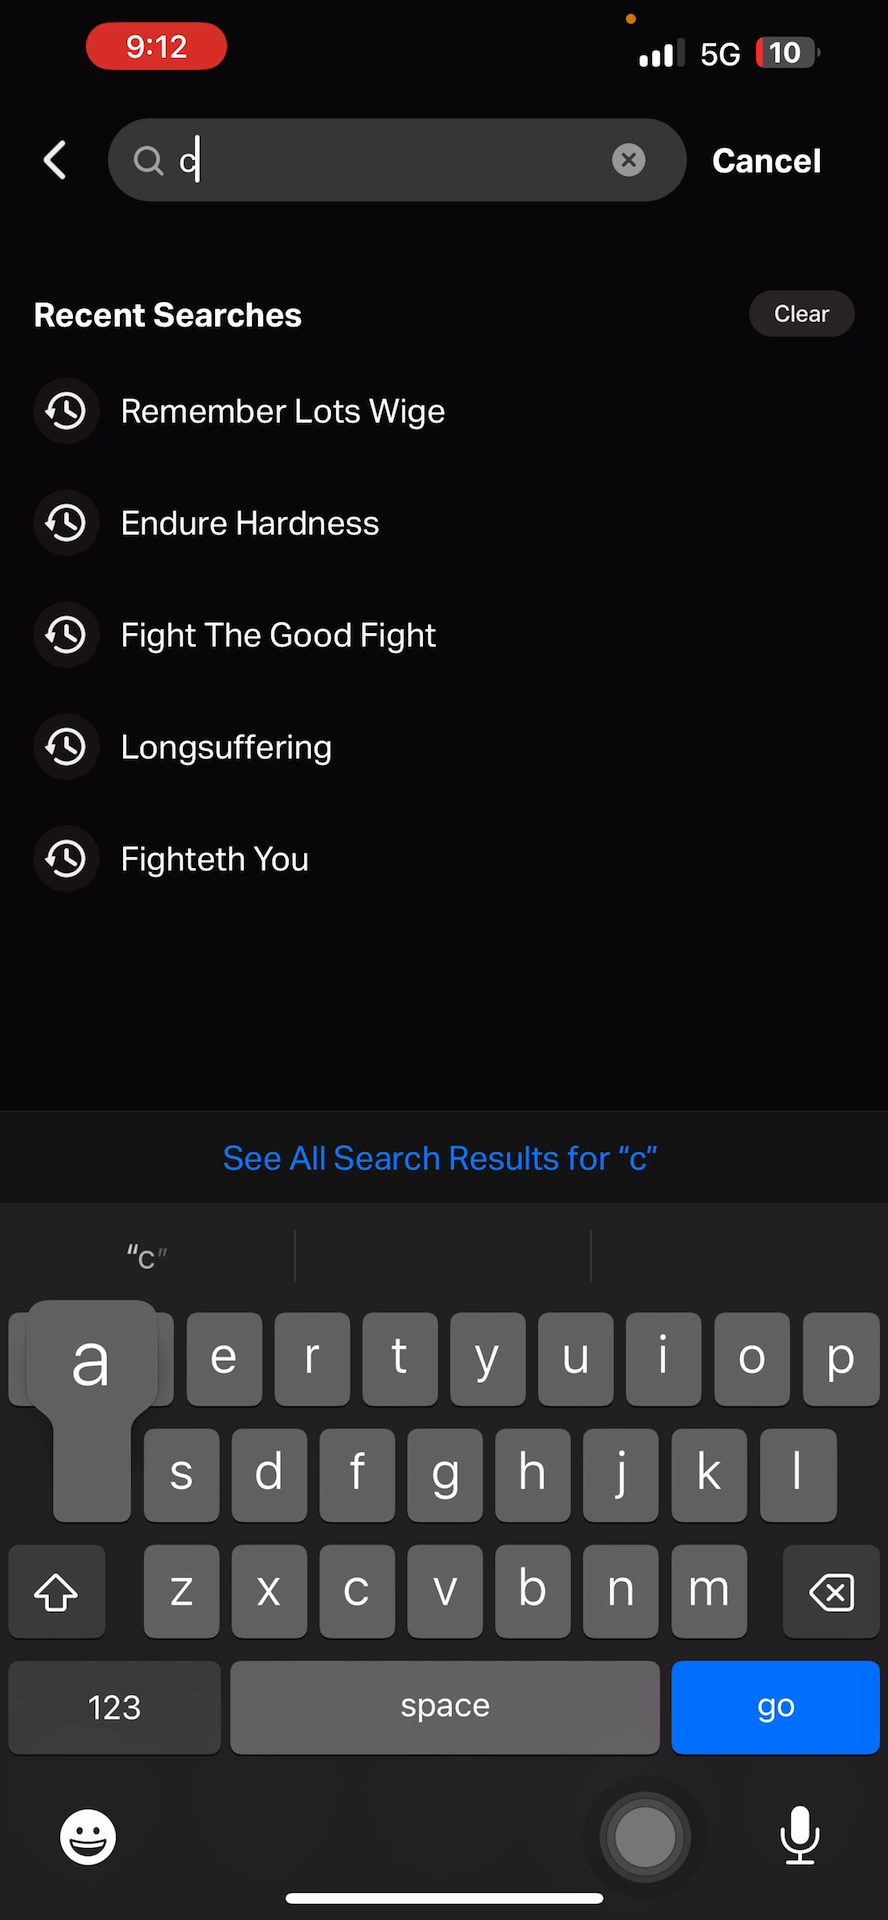 9:12
5G 10
c Cancel
Recent Searches
Clear
Remember Lots Wige
Endure Hardness
Fight The Good Fight
Longsuffering
Fighteth You
See All Search Results for “c”
“c”
a e r t y u i o p
s d f g h j k l
z x c v b n m
123 space go